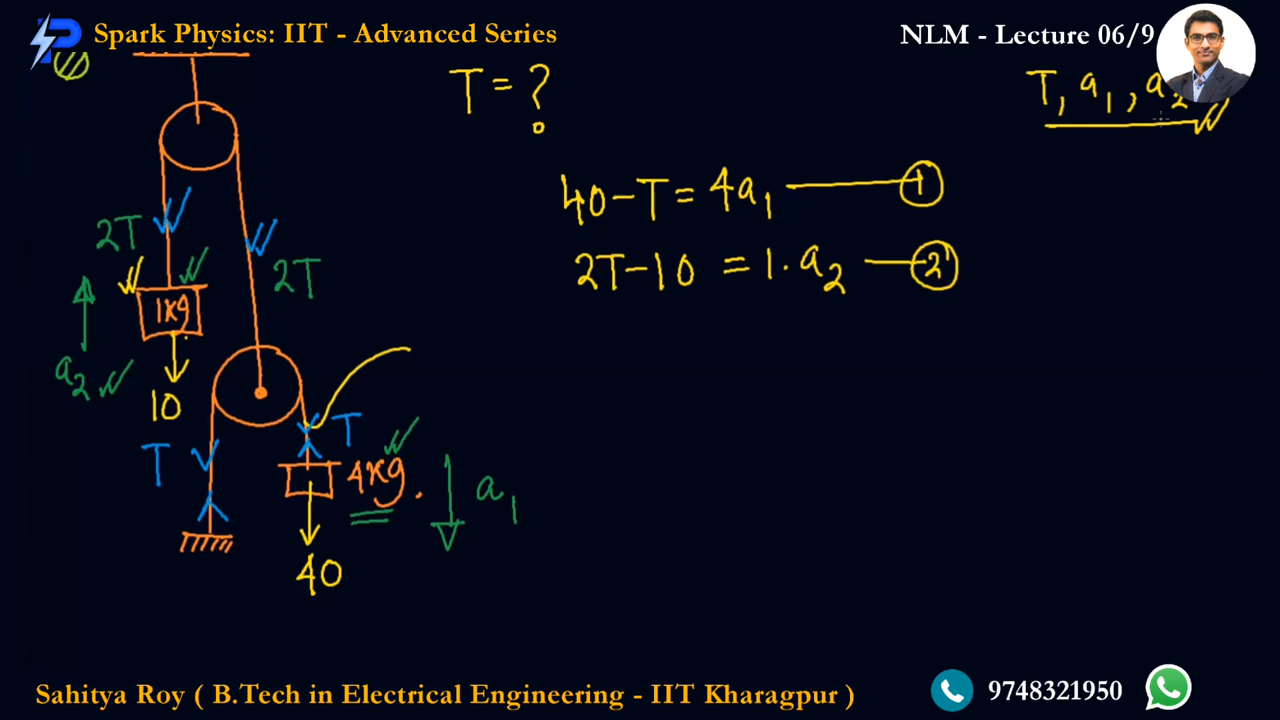 Spark Physics: IIT - Advanced Series
NLM - Lecture 06/9
T = ?
T, a₁, a₂
40 - T = 4a₁ ①
2T - 10 = 1. a₂ ②
2T
2T
1kg
a₂
10
T
T
4kg.
a₁
40
Sahitya Roy ( B.Tech in Electrical Engineering - IIT Kharagpur )
9748321950